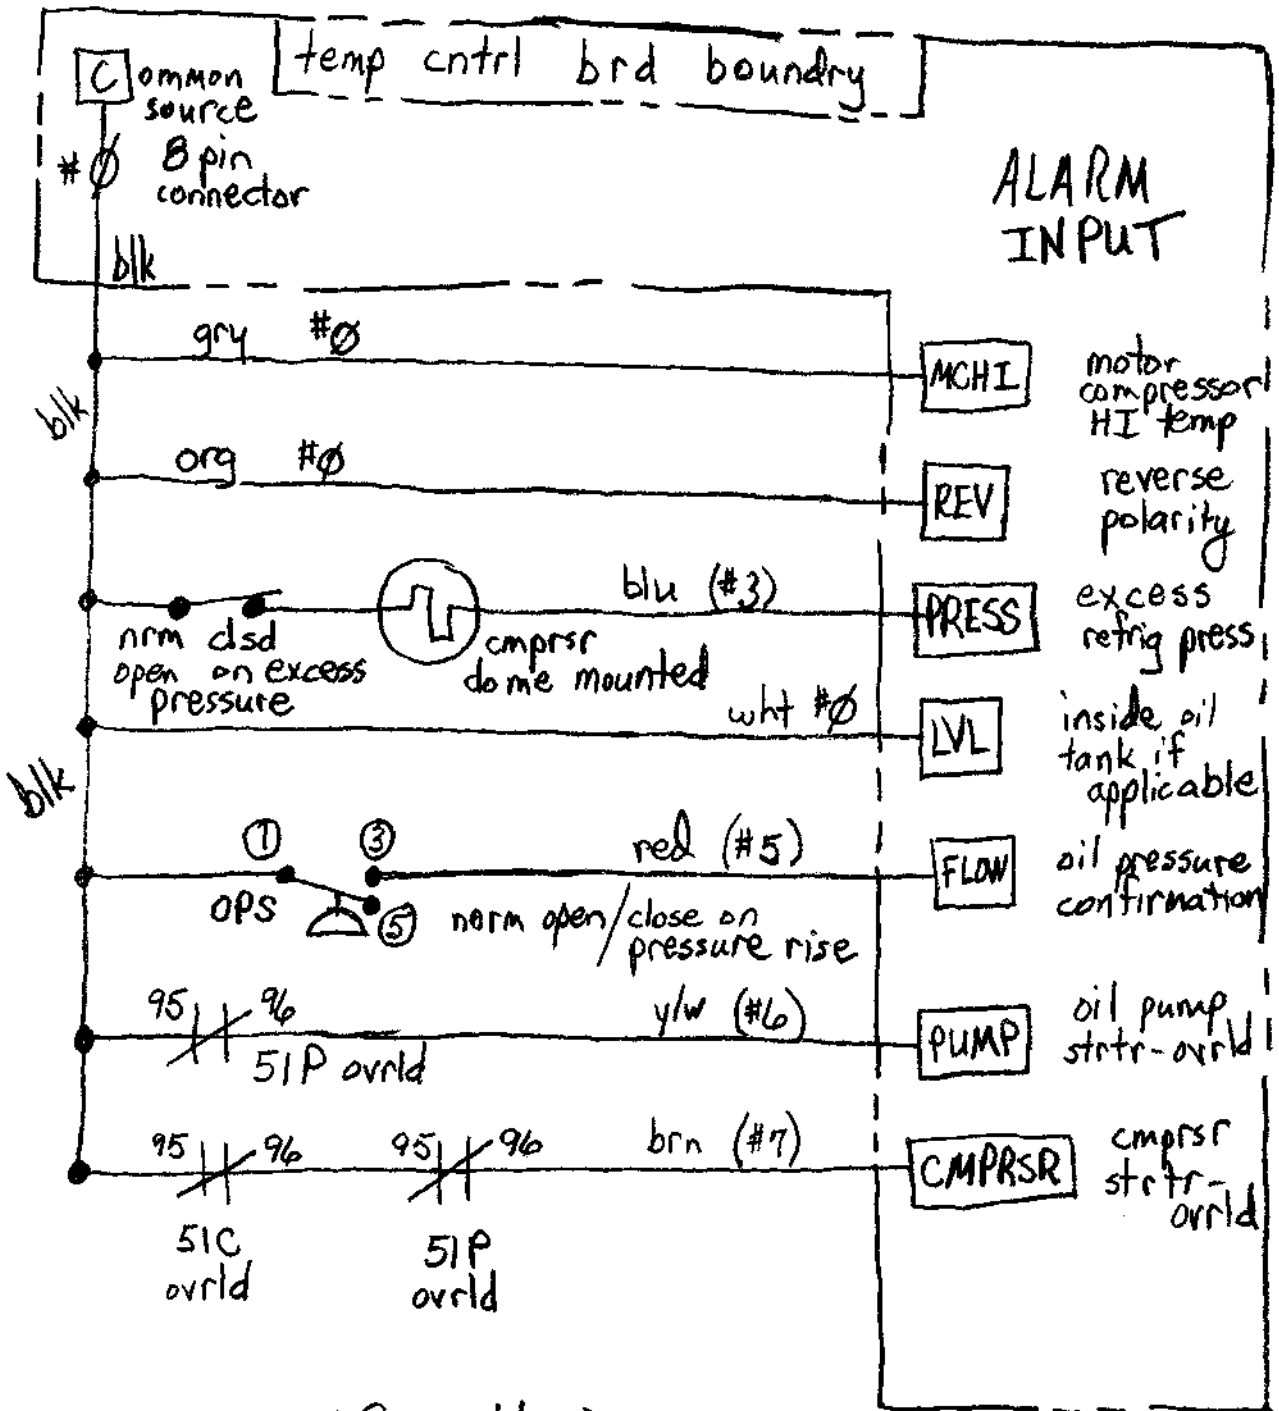 temp cntrl brd boundry
C ommon
source
# Ø 8 pin
connector
ALARM
INPUT
blk
gry #Ø
MCHI
motor
compressor
HI temp
blk
org #Ø
REV
reverse
polarity
blu (#3)
PRESS
excess
refrig press
nrm clsd
open on excess
pressure
cmprsr
dome mounted
wht #Ø
LVL
inside oil
tank if
applicable
blk
1 3
red (#5)
FLOW
oil pressure
confirmation
OPS
5
norm open/close on
pressure rise
95 96
y/w (#6)
PUMP
oil pump
strtr-ovrld
51P ovrld
95 96 95 96
brn (#7)
CMPRSR
cmprsr
strtr-
ovrld
51C
ovrld
51P
ovrld